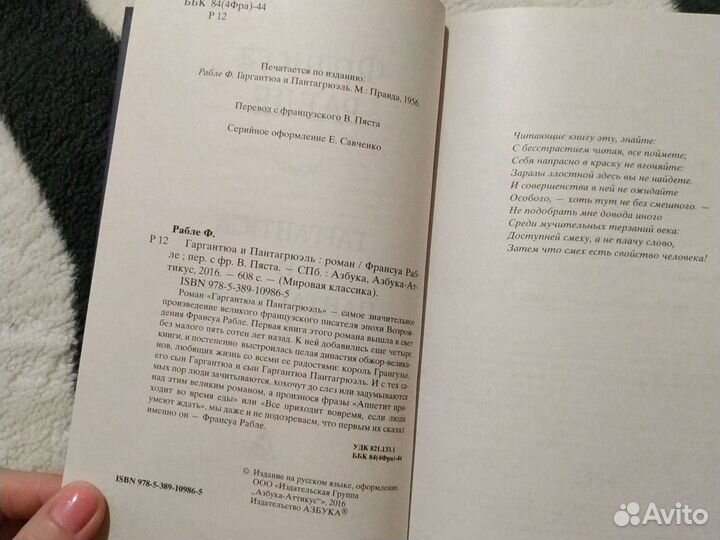 ББК 84(4Фра)-44
Р 12
Печатается по изданию:
Рабле Ф. Гаргантюа и Пантагрюэль. М.: Правда, 1956.
Перевод с французского В. Пяста
Серийное оформление Е. Савченко
Рабле Ф.
Р 12 Гаргантюа и Пантагрюэль : роман / Франсуа Раб-
ле ; пер. с фр. В. Пяста. — СПб. : Азбука, Азбука-Ат-
тикус, 2016. — 608 с. — (Мировая классика).
ISBN 978-5-389-10986-5
Роман «Гаргантюа и Пантагрюэль» — самое значительное
произведение великого французского писателя эпохи Возрож-
дения Франсуа Рабле. Первая книга этого романа вышла в свет
без малого пять сотен лет назад. К ней добавились еще четыре
книги, и постепенно выстроилась целая династия обжор-велика-
нов, любящих жизнь со всеми ее радостями: король Грангузье,
его сын Гаргантюа и сын Гаргантюа Пантагрюэль. И с тех са-
мых пор люди зачитываются, хохочут до слез или задумываются
над этим великим романом, а произнося фразы «Аппетит при-
ходит во время еды» или «Все приходит вовремя, если люди
умеют ждать», мы даже и не подозреваем, что первым их сказал
именно он — Франсуа Рабле.
УДК 821.133.1
ББК 84(4Фра)-44
© Издание на русском языке, оформление.
ООО «Издательская Группа
„Азбука-Аттикус“», 2016
Издательство АЗБУКА®
ISBN 978-5-389-10986-5
Читающие книгу эту, знайте:
С бесстрастием читая, все поймете;
Себя напрасно в краску не вгоняйте:
Заразы злостной здесь вы не найдете.
И совершенства в ней не ожидайте
Особого, — хоть тут не без смешного. —
Не подобрать мне довода иного
Среди мучительных терзаний века:
Доступней смеху, а не плачу слово,
Затем что смех есть свойство человека!
Avito